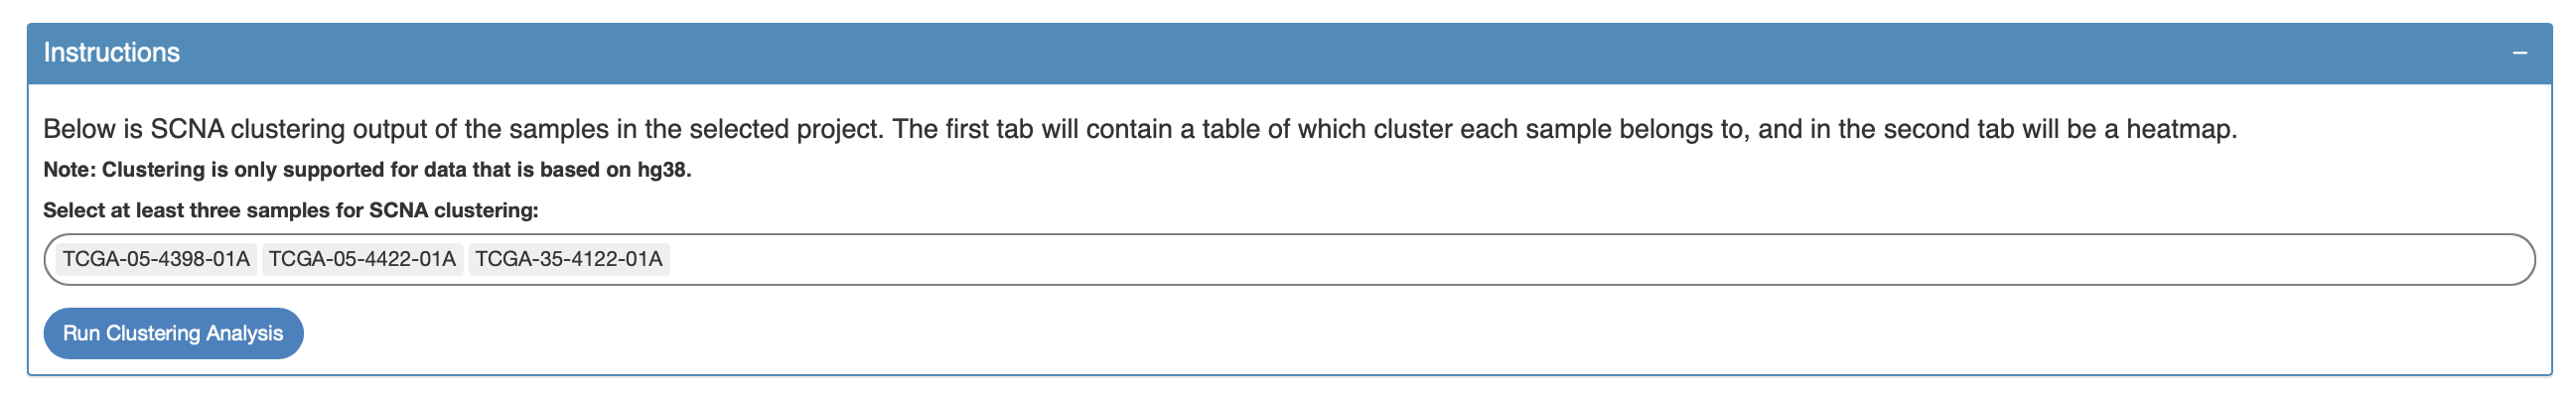 Instructions
Below is SCNA clustering output of the samples in the selected project. The first tab will contain a table of which cluster each sample belongs to, and in the second tab will be a heatmap.
Note: Clustering is only supported for data that is based on hg38.
Select at least three samples for SCNA clustering:
TCGA-05-4398-01A TCGA-05-4422-01A TCGA-35-4122-01A
Run Clustering Analysis